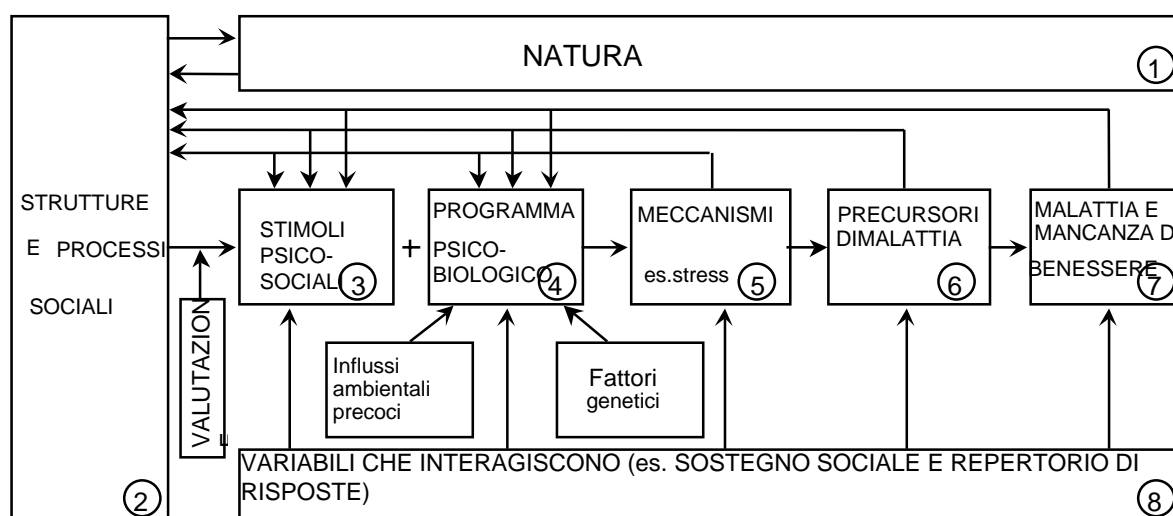 NATURA
1
STRUTTURE
E PROCESSI
SOCIALI
2
VALUTAZION
E
STIMOLI
PSICO-
SOCIALI
3
+
PROGRAMMA
PSICO-
BIOLOGICO
4
MECCANISMI
es.stress
5
PRECURSORI
DIMALATTIA
6
MALATTIA E
MANCANZA D
BENESSERE
7
Influssi
ambientali
precoci
Fattori
genetici
VARIABILI CHE INTERAGISCONO (es. SOSTEGNO SOCIALE E REPERTORIO DI
RISPOSTE)
8